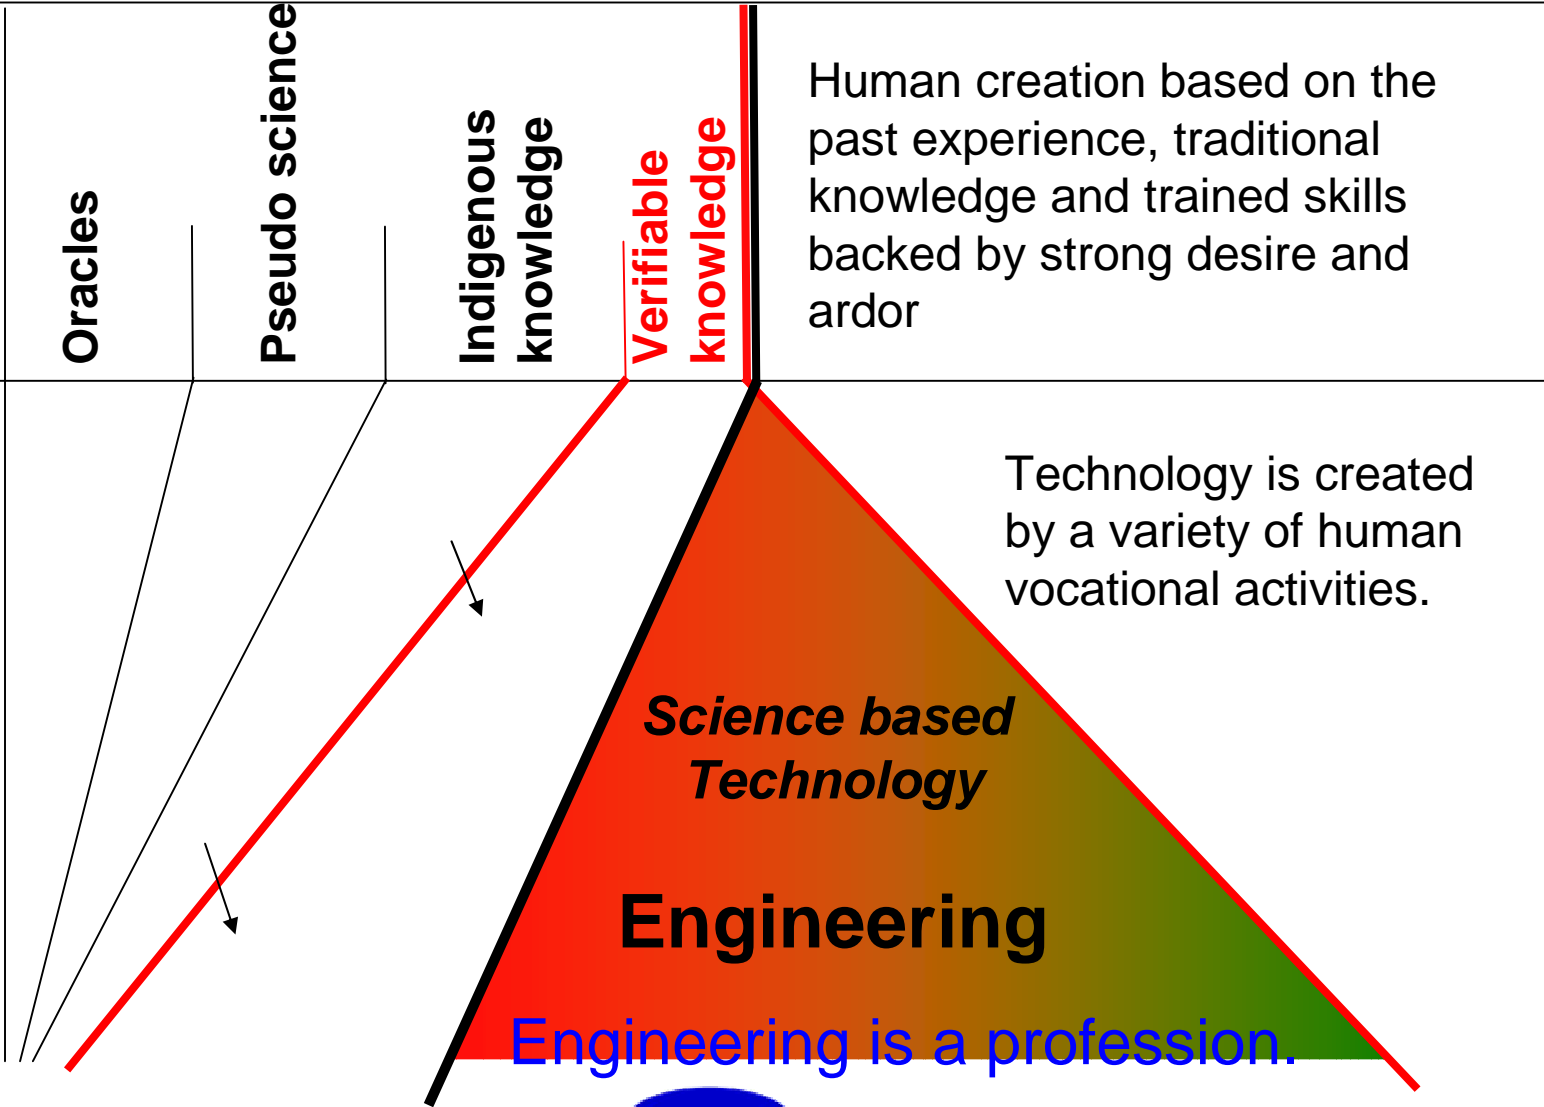 Oracles
Pseudo science
Indigenous
knowledge
Verifiable
knowledge
Human creation based on the
past experience, traditional
knowledge and trained skills
backed by strong desire and
ardor
Technology is created
by a variety of human
vocational activities.
Science based
Technology
Engineering
Engineering is a profession.